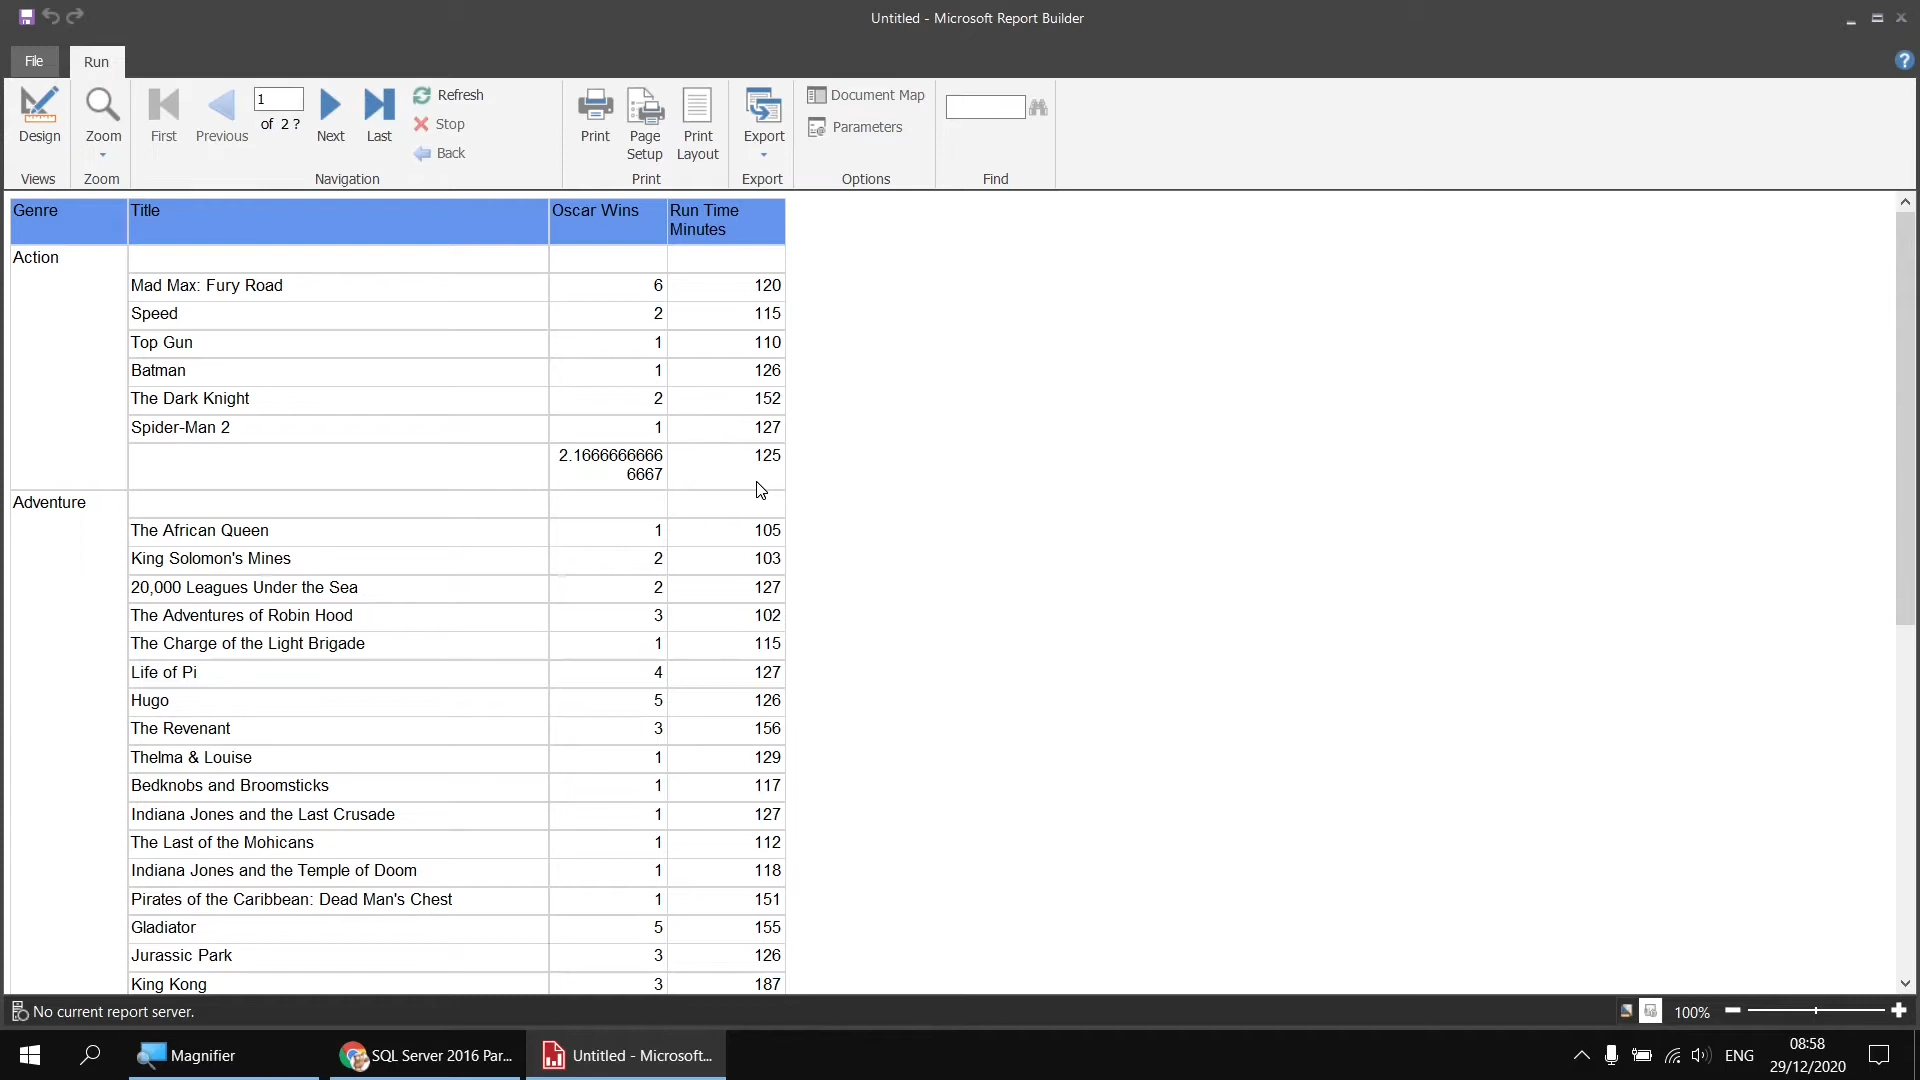 Untitled - Microsoft Report Builder
File
Run
?
Design
Zoom
First
Previous
1
of 2 ?
Next
Last
Refresh
Stop
Back
Print
Page Setup
Print Layout
Export
Document Map
Parameters
Views
Zoom
Navigation
Print
Export
Options
Find
Genre Title Oscar Wins Run Time
Minutes
Action
Mad Max: Fury Road 6 120
Speed 2 115
Top Gun 1 110
Batman 1 126
The Dark Knight 2 152
Spider-Man 2 1 127
2.1666666666 125
6667
Adventure
The African Queen 1 105
King Solomon's Mines 2 103
20,000 Leagues Under the Sea 2 127
The Adventures of Robin Hood 3 102
The Charge of the Light Brigade 1 115
Life of Pi 4 127
Hugo 5 126
The Revenant 3 156
Thelma & Louise 1 129
Bedknobs and Broomsticks 1 117
Indiana Jones and the Last Crusade 1 127
The Last of the Mohicans 1 112
Indiana Jones and the Temple of Doom 1 118
Pirates of the Caribbean: Dead Man's Chest 1 151
Gladiator 5 155
Jurassic Park 3 126
King Kong 3 187
No current report server.
100%
Magnifier
SQL Server 2016 Par...
Untitled - Microsoft...
ENG
08:58
29/12/2020